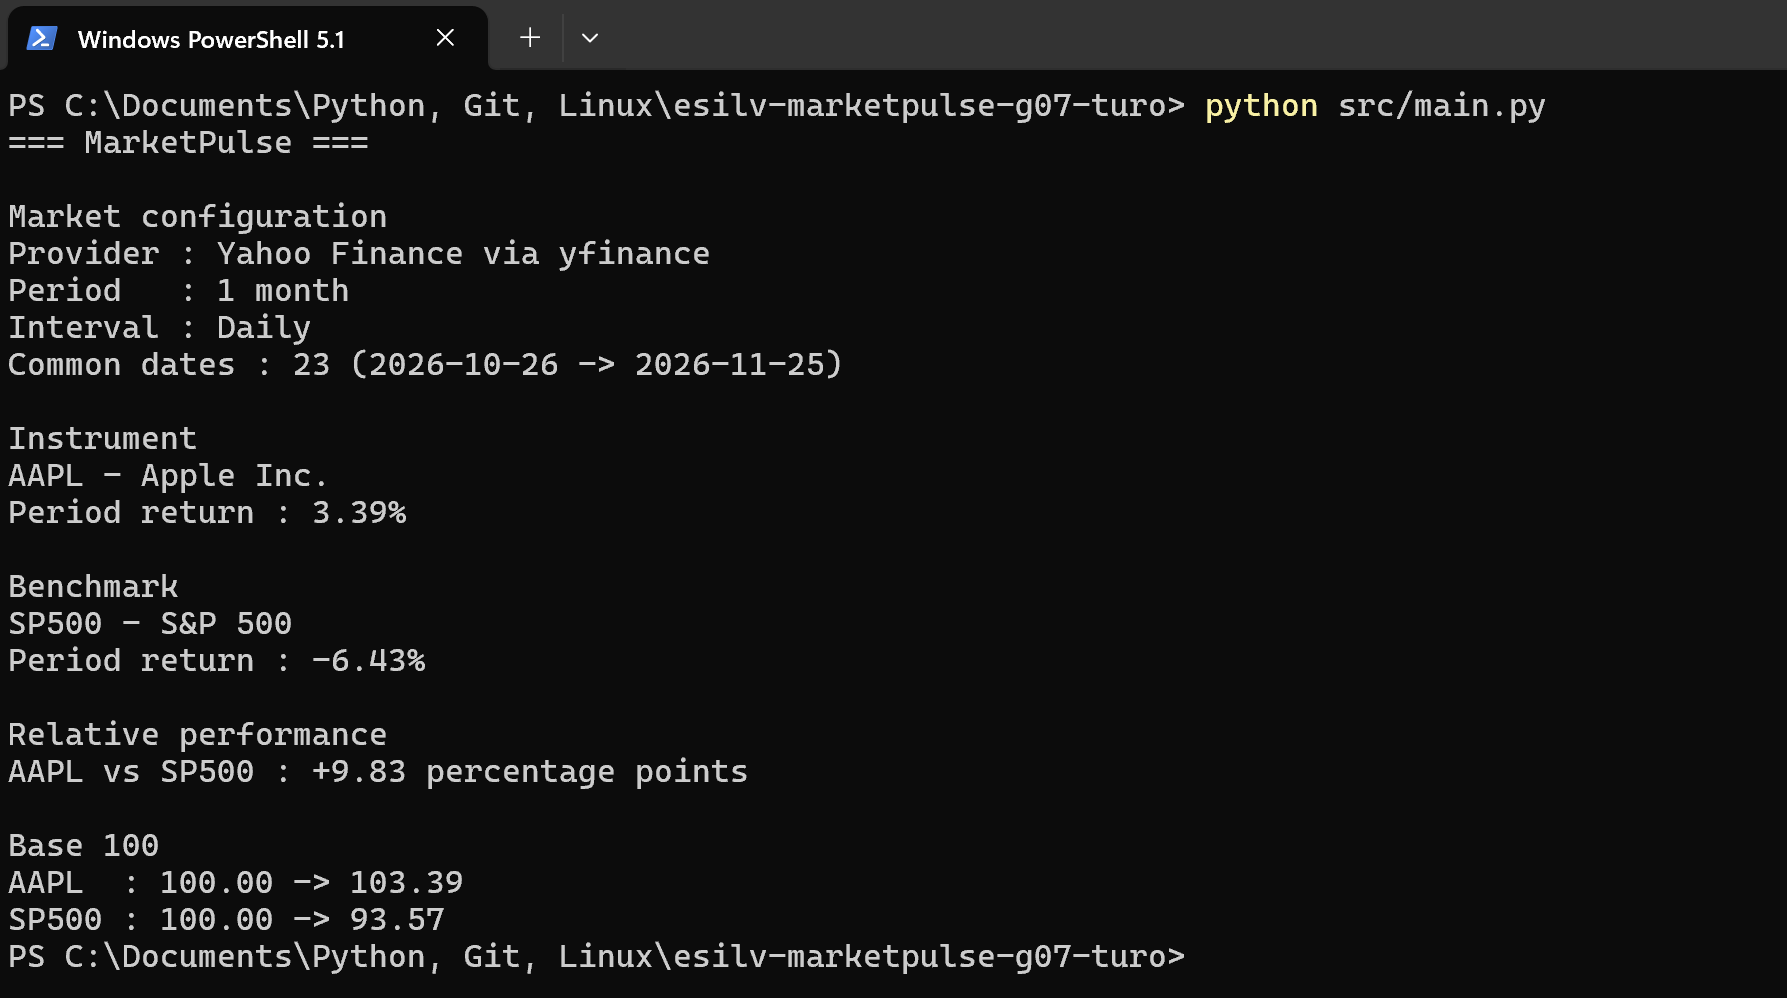 Windows PowerShell 5.1
PS C:\Documents\Python, Git, Linux\esilv-marketpulse-g07-turo> python src/main.py
=== MarketPulse ===
Market configuration
Provider : Yahoo Finance via yfinance
Period   : 1 month
Interval : Daily
Common dates : 23 (2026-10-26 -> 2026-11-25)
Instrument
AAPL - Apple Inc.
Period return : 3.39%
Benchmark
SP500 - S&P 500
Period return : -6.43%
Relative performance
AAPL vs SP500 : +9.83 percentage points
Base 100
AAPL  : 100.00 -> 103.39
SP500 : 100.00 -> 93.57
PS C:\Documents\Python, Git, Linux\esilv-marketpulse-g07-turo>